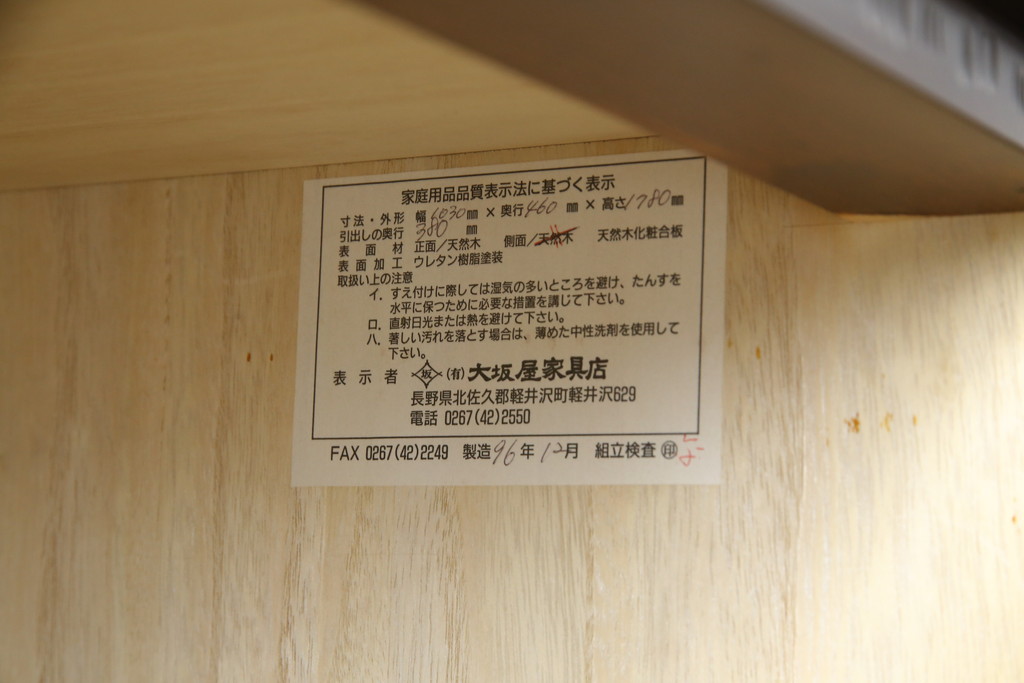 家庭用品品質表示法に基づく表示
寸法・外形 幅1030㎜ × 奥行460㎜ × 高さ1780㎜
引出しの奥行 380㎜
表面材 正面/天然木 側面/天然木 天然木化粧合板
表面加工 ウレタン樹脂塗装
取扱い上の注意
イ. すえ付けに際しては湿気の多いところを避け、たんすを
水平に保つために必要な措置を講じて下さい。
ロ. 直射日光または熱を避けて下さい。
ハ. 著しい汚れを落とす場合は、薄めた中性洗剤を使用して
下さい。
表示者 坂 (有)大坂屋家具店
長野県北佐久郡軽井沢町軽井沢629
電話 0267(42)2550
FAX 0267(42)2249 製造96年12月 組立検査 ㊞